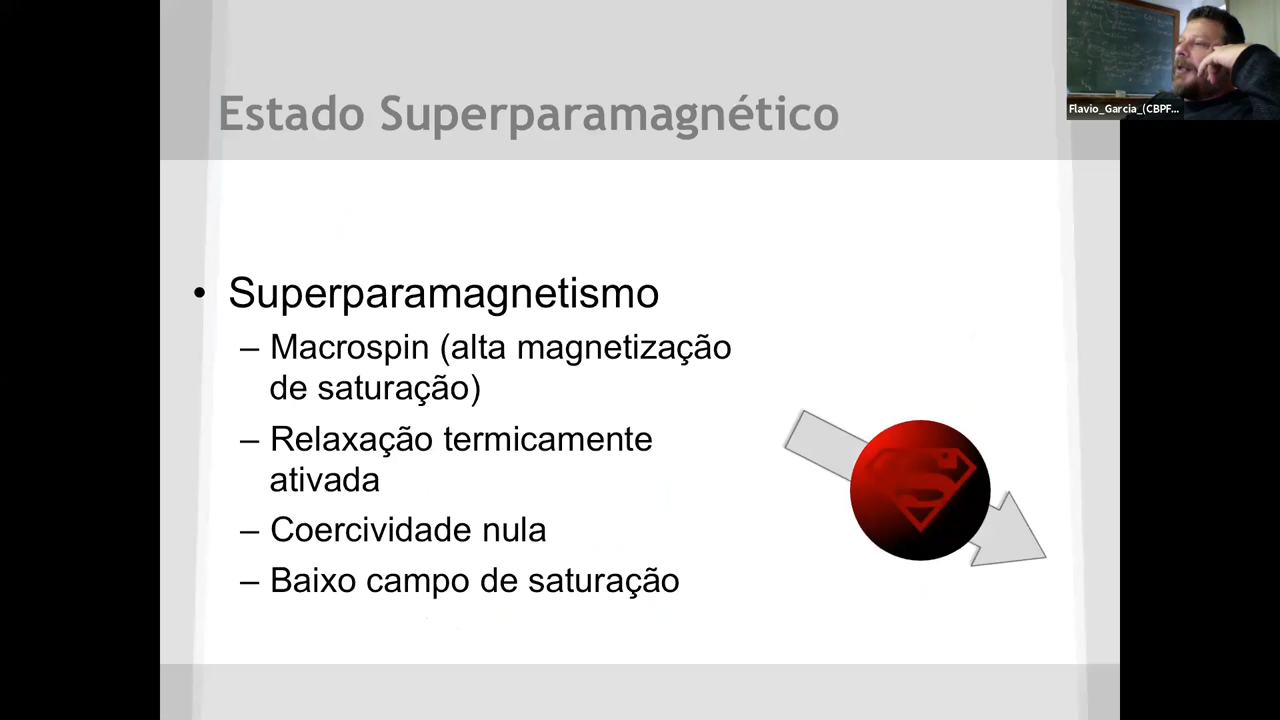 Estado Superparamagnético
Flavio_Garcia_(CBPF...
• Superparamagnetismo
– Macrospin (alta magnetização
de saturação)
– Relaxação termicamente
ativada
– Coercividade nula
– Baixo campo de saturação
S